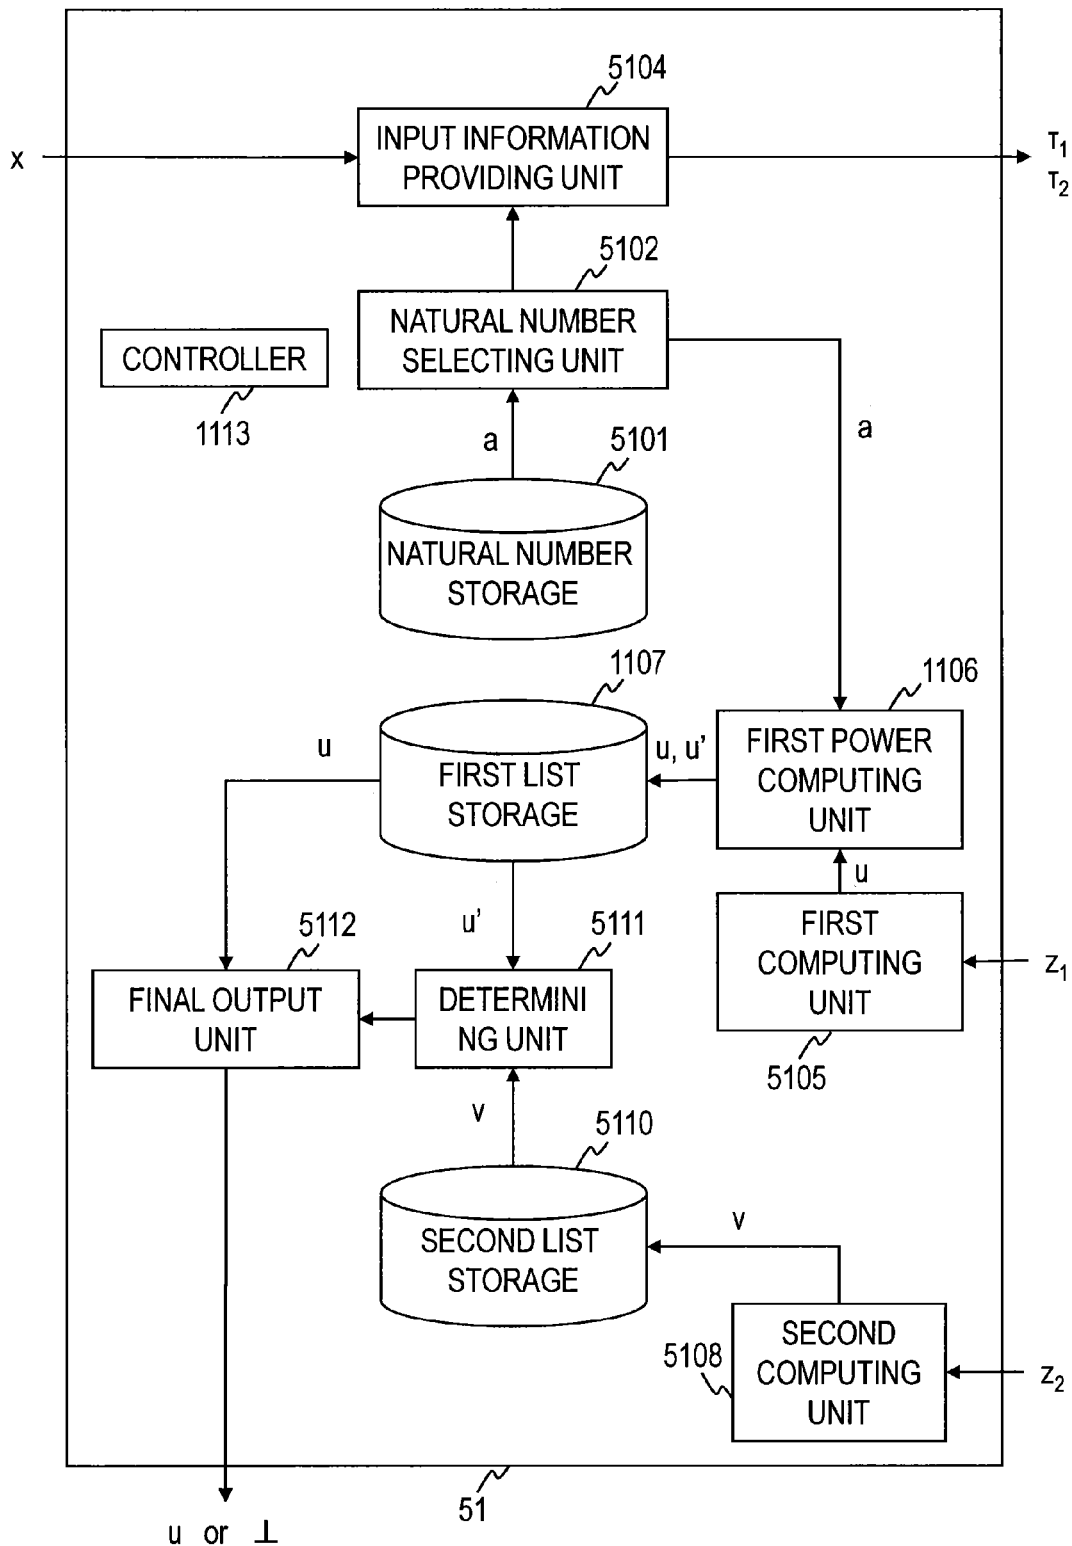 5104
INPUT INFORMATION
PROVIDING UNIT
x
τ1
τ2
5102
NATURAL NUMBER
SELECTING UNIT
CONTROLLER
1113
a
a
5101
NATURAL NUMBER
STORAGE
1107
1106
u
FIRST LIST
STORAGE
u, u'
FIRST POWER
COMPUTING
UNIT
u
u'
5112
5111
FIRST
COMPUTING
UNIT
z1
FINAL OUTPUT
UNIT
DETERMINI
NG UNIT
5105
v
5110
SECOND LIST
STORAGE
v
5108
SECOND
COMPUTING
UNIT
z2
51
u or ⊥